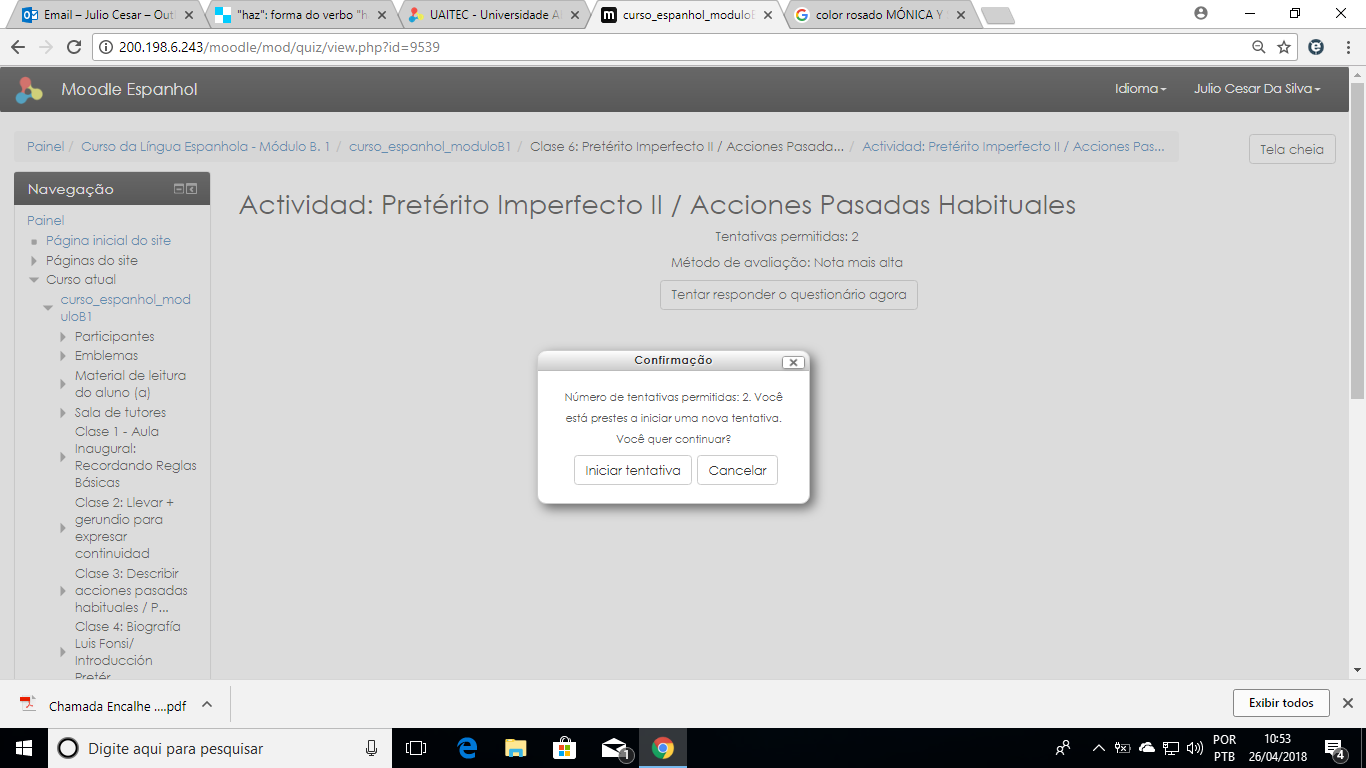 Email – Julio Cesar – Out
"haz": forma do verbo "h
UAITEC - Universidade A
curso_espanhol_modulo
color rosado MÓNICA Y
200.198.6.243/moodle/mod/quiz/view.php?id=9539
Moodle Espanhol
Idioma
Julio Cesar Da Silva
Painel / Curso da Língua Espanhola - Módulo B. 1 / curso_espanhol_moduloB1 / Clase 6: Pretérito Imperfecto II / Acciones Pasada... / Actividad: Pretérito Imperfecto II / Acciones Pas...
Tela cheia
Navegação
Painel
Página inicial do site
Páginas do site
Curso atual
curso_espanhol_mod
uloB1
Participantes
Emblemas
Material de leitura
do aluno (a)
Sala de tutores
Clase 1 - Aula
Inaugural:
Recordando Reglas
Básicas
Clase 2: Llevar +
gerundio para
expresar
continuidad
Clase 3: Describir
acciones pasadas
habituales / P...
Clase 4: Biografía
Luis Fonsi/
Introducción
Pretér
Actividad: Pretérito Imperfecto II / Acciones Pasadas Habituales
Tentativas permitidas: 2
Método de avaliação: Nota mais alta
Tentar responder o questionário agora
Confirmação
Número de tentativas permitidas: 2. Você
está prestes a iniciar uma nova tentativa.
Você quer continuar?
Iniciar tentativa
Cancelar
Chamada Encalhe ....pdf
Exibir todos
Digite aqui para pesquisar
1
POR
PTB
10:53
26/04/2018
4